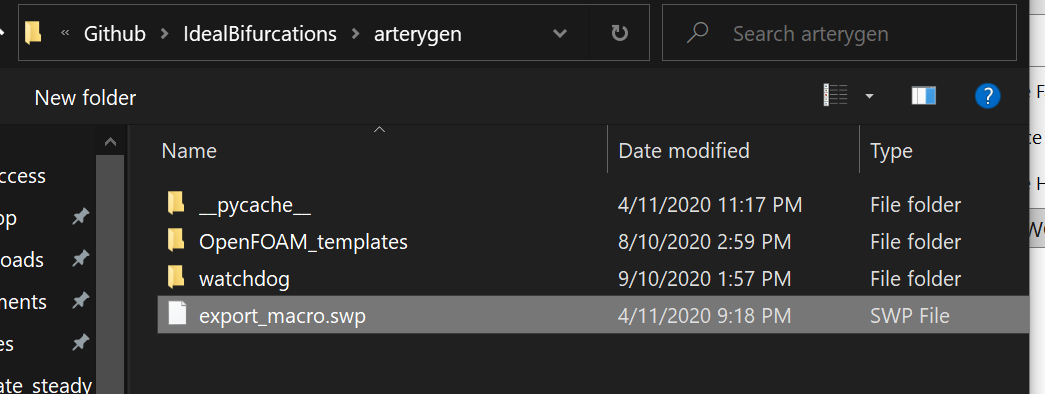 « Github > IdealBifurcations > arterygen
Search arterygen
New folder
?
Name Date modified Type
ccess
op
oads
ments
es
ate_steady
__pycache__ 4/11/2020 11:17 PM File folder
OpenFOAM_templates 8/10/2020 2:59 PM File folder
watchdog 9/10/2020 1:57 PM File folder
export_macro.swp 4/11/2020 9:18 PM SWP File
F
ce
H